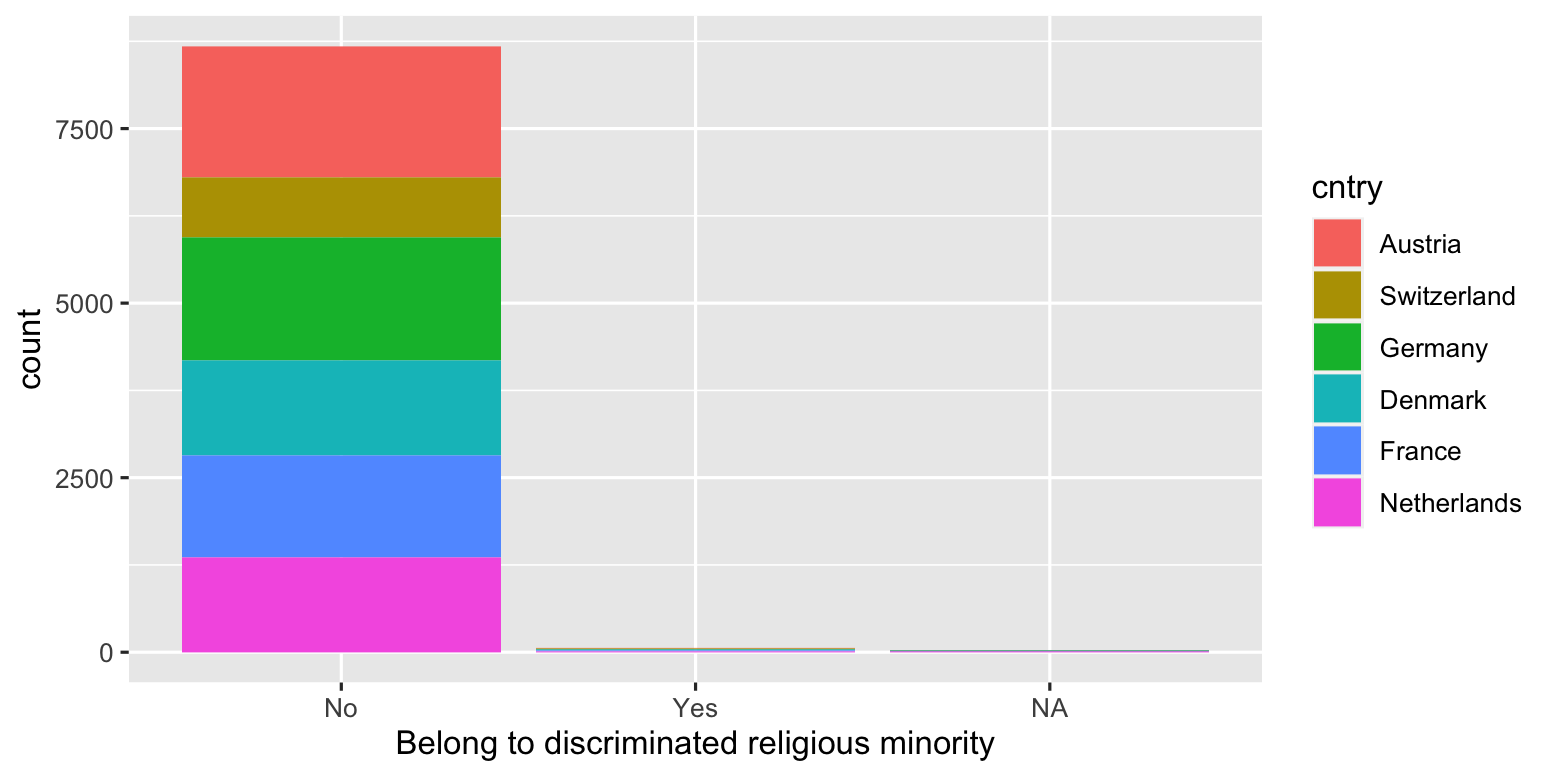 count
7500
5000
2500
0
No
Yes
NA
Belong to discriminated religious minority
cntry
Austria
Switzerland
Germany
Denmark
France
Netherlands